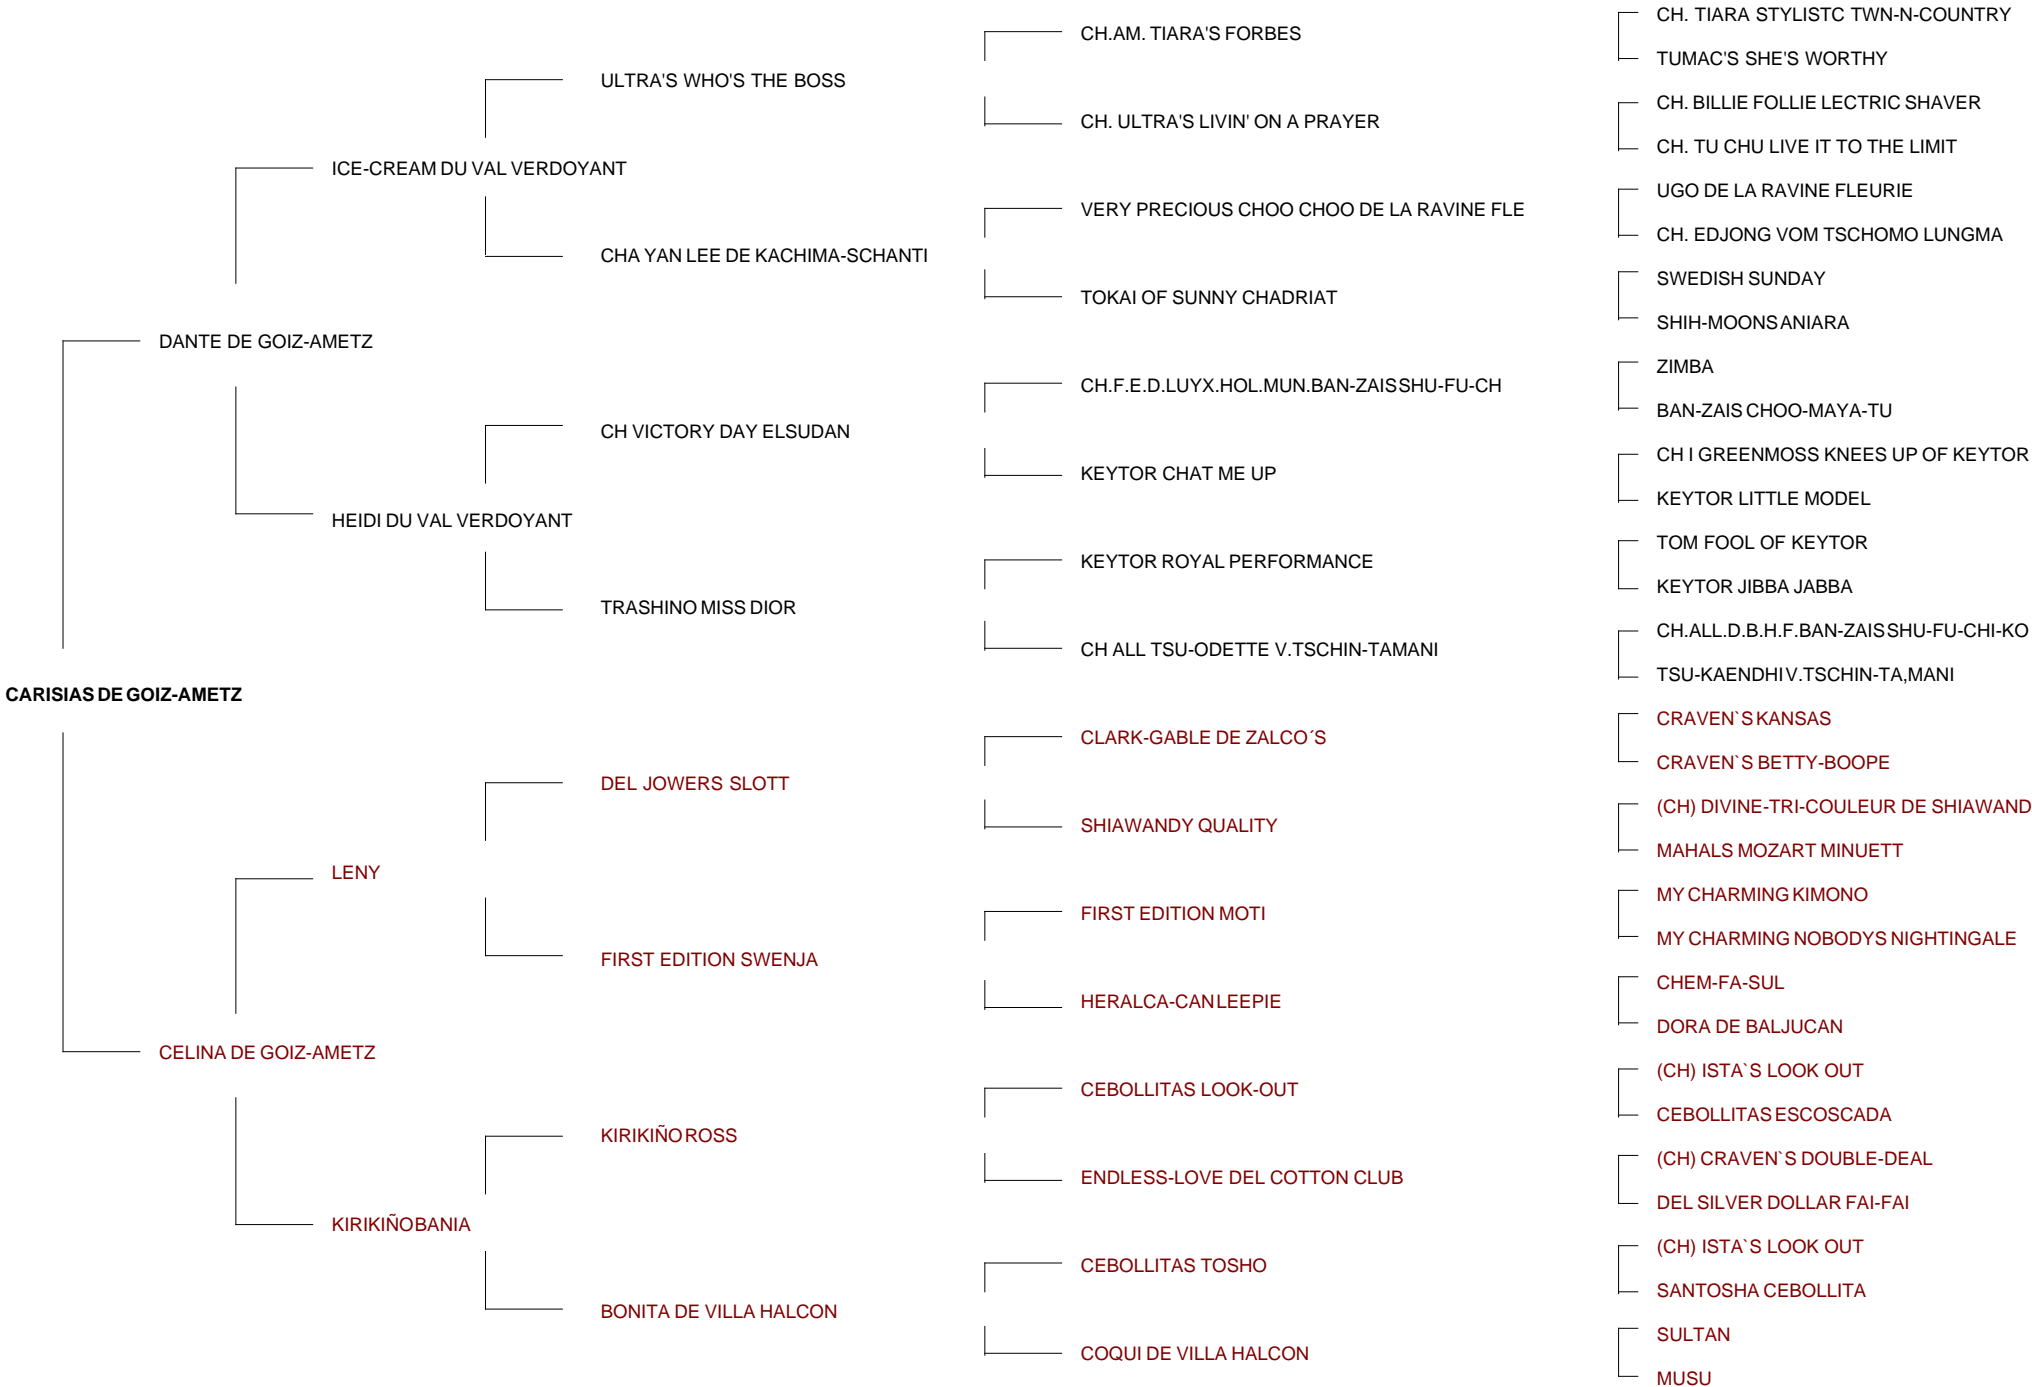 CH. TIARA STYLISTC TWN-N-COUNTRY
CH.AM. TIARA'S FORBES
TUMAC'S SHE'S WORTHY
ULTRA'S WHO'S THE BOSS
CH. BILLIE FOLLIE LECTRIC SHAVER
CH. ULTRA'S LIVIN' ON A PRAYER
CH. TU CHU LIVE IT TO THE LIMIT
ICE-CREAM DU VAL VERDOYANT
UGO DE LA RAVINE FLEURIE
VERY PRECIOUS CHOO CHOO DE LA RAVINE FLE
CH. EDJONG VOM TSCHOMO LUNGMA
CHA YAN LEE DE KACHIMA-SCHANTI
SWEDISH SUNDAY
TOKAI OF SUNNY CHADRIAT
SHIH-MOONS ANIARA
DANTE DE GOIZ-AMETZ
ZIMBA
CH.F.E.D.LUYX.HOL.MUN.BAN-ZAIS SHU-FU-CH
BAN-ZAIS CHOO-MAYA-TU
CH VICTORY DAY ELSUDAN
CH I GREENMOSS KNEES UP OF KEYTOR
KEYTOR CHAT ME UP
KEYTOR LITTLE MODEL
HEIDI DU VAL VERDOYANT
TOM FOOL OF KEYTOR
KEYTOR ROYAL PERFORMANCE
KEYTOR JIBBA JABBA
TRASHINO MISS DIOR
CH.ALL.D.B.H.F.BAN-ZAIS SHU-FU-CHI-KO
CH ALL TSU-ODETTE V.TSCHIN-TAMANI
TSU-KAENDHI V.TSCHIN-TA,MANI
CARISIAS DE GOIZ-AMETZ
CRAVEN`S KANSAS
CLARK-GABLE DE ZALCO´S
CRAVEN`S BETTY-BOOPE
DEL JOWERS SLOTT
(CH) DIVINE-TRI-COULEUR DE SHIAWAND
SHIAWANDY QUALITY
MAHALS MOZART MINUETT
LENY
MY CHARMING KIMONO
FIRST EDITION MOTI
MY CHARMING NOBODYS NIGHTINGALE
FIRST EDITION SWENJA
CHEM-FA-SUL
HERALCA-CAN LEEPIE
DORA DE BALJUCAN
CELINA DE GOIZ-AMETZ
(CH) ISTA`S LOOK OUT
CEBOLLITAS LOOK-OUT
CEBOLLITAS ESCOSCADA
KIRIKIÑO ROSS
(CH) CRAVEN`S DOUBLE-DEAL
ENDLESS-LOVE DEL COTTON CLUB
DEL SILVER DOLLAR FAI-FAI
KIRIKIÑO BANIA
(CH) ISTA`S LOOK OUT
CEBOLLITAS TOSHO
SANTOSHA CEBOLLITA
BONITA DE VILLA HALCON
SULTAN
COQUI DE VILLA HALCON
MUSU